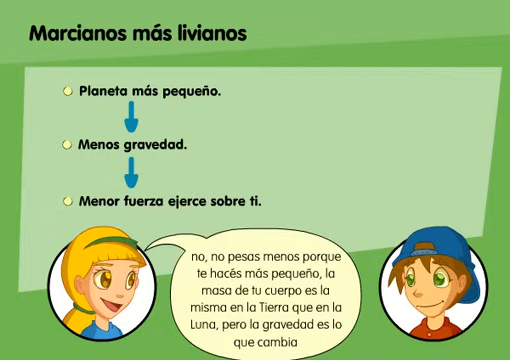 Marcianos más livianos
Planeta más pequeño.
Menos gravedad.
Menor fuerza ejerce sobre ti.
no, no pesas menos porque
te hacés más pequeño, la
masa de tu cuerpo es la
misma en la Tierra que en la
Luna, pero la gravedad es lo
que cambia